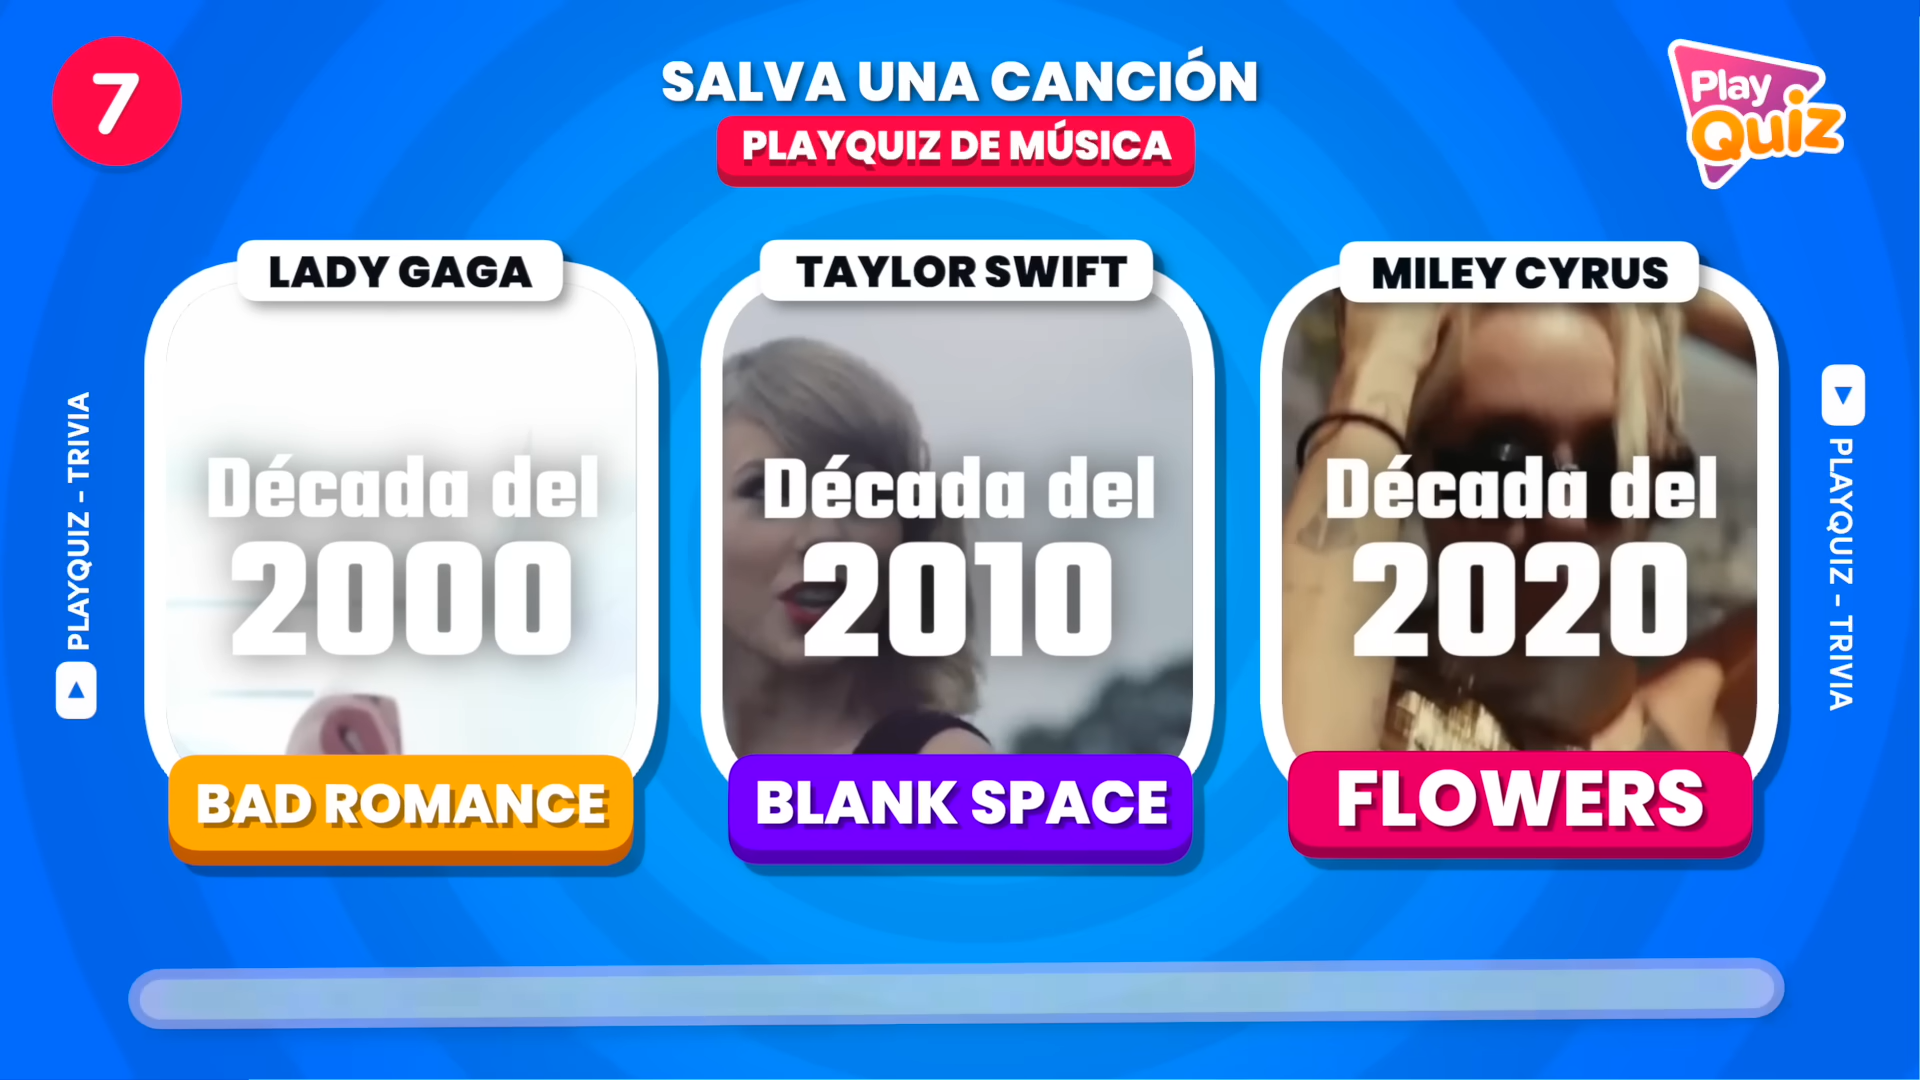 7
SALVA UNA CANCIÓN
PLAYQUIZ DE MÚSICA
Play
Quiz
LADY GAGA
Década del
2000
BAD ROMANCE
TAYLOR SWIFT
Década del
2010
BLANK SPACE
MILEY CYRUS
Década del
2020
FLOWERS
PLAYQUIZ - TRIVIA
PLAYQUIZ - TRIVIA